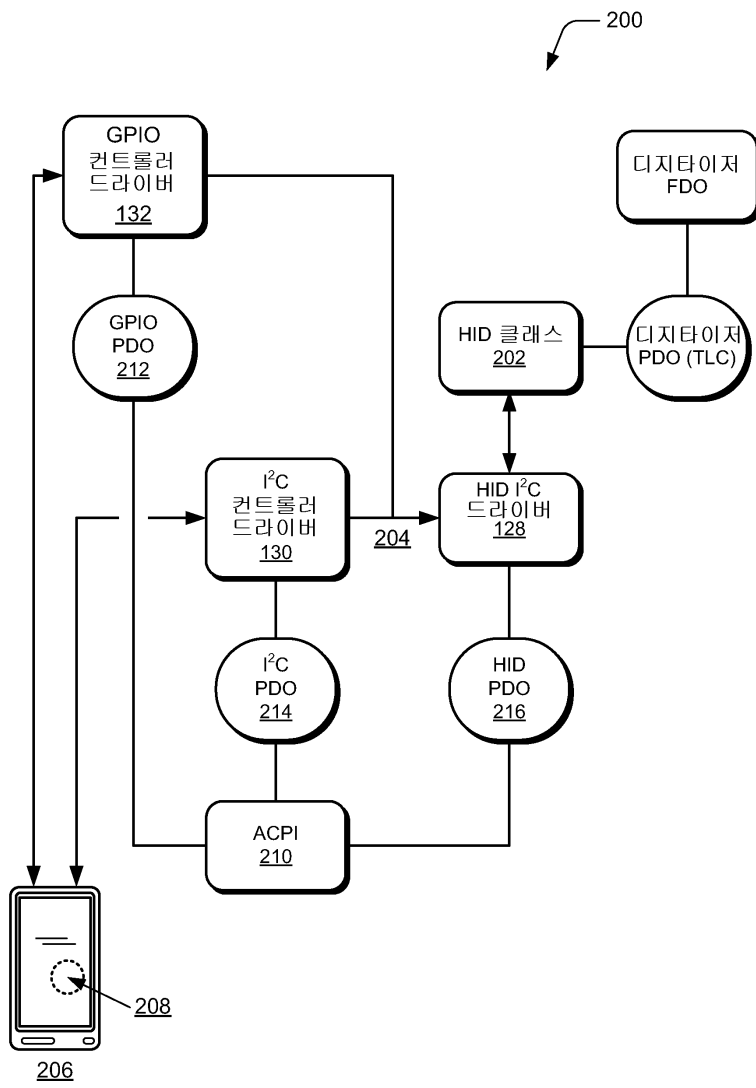 200
GPIO
컨트롤러
드라이버
132
디지타이저
FDO
GPIO
PDO
212
HID 클래스
202
디지타이저
PDO (TLC)
I²C
컨트롤러
드라이버
130
204
HID I²C
드라이버
128
I²C
PDO
214
HID
PDO
216
ACPI
210
208
206